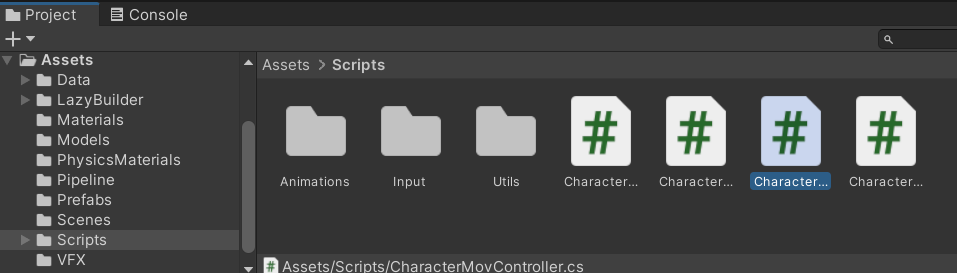 Project
Console
Assets
Data
LazyBuilder
Materials
Models
PhysicsMaterials
Pipeline
Prefabs
Scenes
Scripts
VFX
Assets > Scripts
Animations
Input
Utils
Character...
Character...
Character...
Character...
Assets/Scripts/CharacterMovController.cs